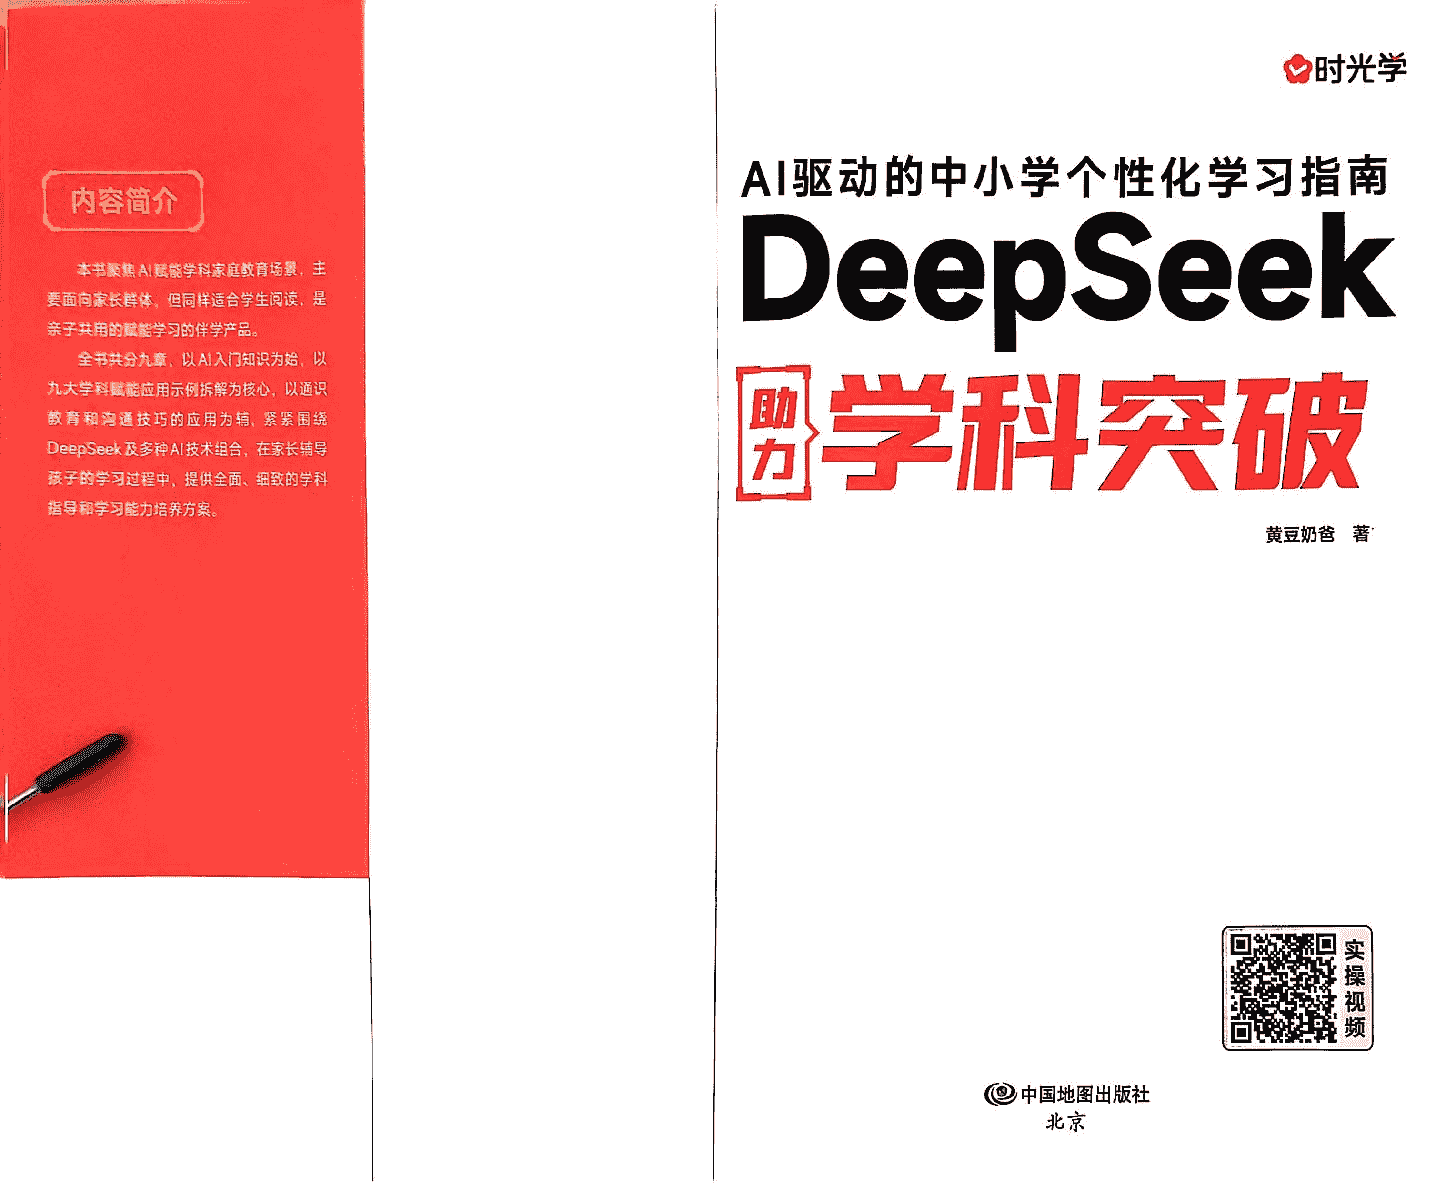 内容简介
本书聚焦AI赋能学科家庭教育场景，主
要面向家长群体，但同样适合学生阅读，是
亲子共用的赋能学习的伴学产品。
全书共分九章，以AI入门知识为始，以
九大学科赋能应用示例拆解为核心，以通识
教育和沟通技巧的应用为辅，紧紧围绕
DeepSeek及多种AI技术组合，在家长辅导
孩子的学习过程中，提供全面、细致的学科
指导和学习能力培养方案。
时光学
AI驱动的中小学个性化学习指南
DeepSeek
助力
学科突破
黄豆奶爸 著
实操视频
中国地图出版社
北京